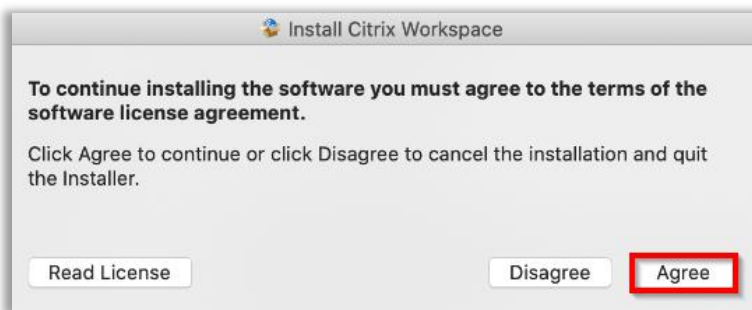 Install Citrix Workspace
To continue installing the software you must agree to the terms of the
software license agreement.
Click Agree to continue or click Disagree to cancel the installation and quit
the Installer.
Read License Disagree Agree